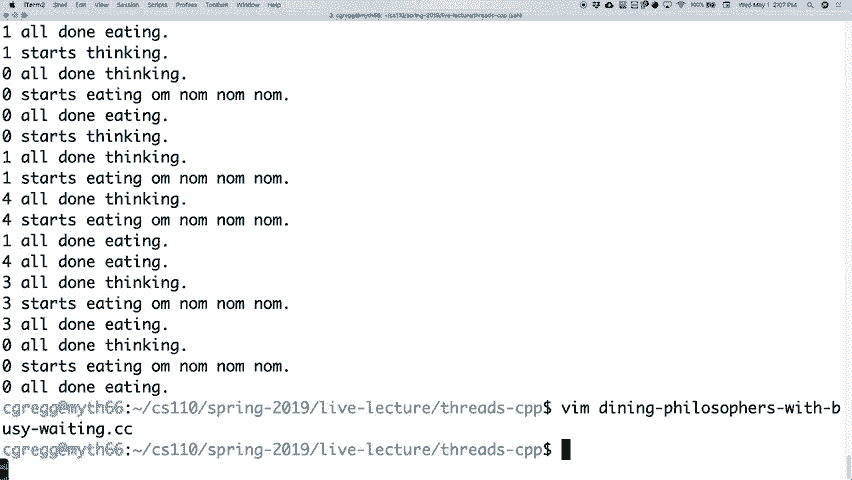 iTerm2 Shell Edit View Session Scripts Profiles Toolbelt Window Help 100% Wed May 1 2:07 PM
3. cgregg@myth66: ~/cs110/spring-2019/live-lecture/threads-cpp (ssh)
1 all done eating.
1 starts thinking.
0 all done thinking.
0 starts eating om nom nom nom.
0 all done eating.
0 starts thinking.
1 all done thinking.
1 starts eating om nom nom nom.
4 all done thinking.
4 starts eating om nom nom nom.
1 all done eating.
4 all done eating.
3 all done thinking.
3 starts eating om nom nom nom.
3 all done eating.
0 all done thinking.
0 starts eating om nom nom nom.
0 all done eating.
cgregg@myth66:~/cs110/spring-2019/live-lecture/threads-cpp$ vim dining-philosophers-with-b
usy-waiting.cc
cgregg@myth66:~/cs110/spring-2019/live-lecture/threads-cpp$